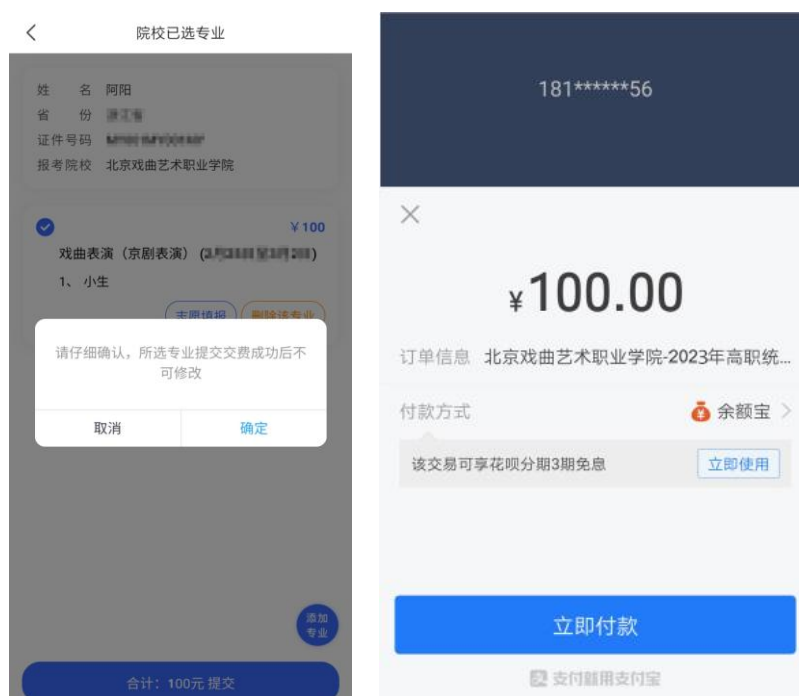 院校已选专业
姓 名 阿阳
省 份
证件号码
报考院校 北京戏曲艺术职业学院
￥100
戏曲表演（京剧表演）
1、小生
志愿填报 删除该专业
请仔细确认，所选专业提交交费成功后不
可修改
取消 确定
添加
专业
合计：100元 提交
181******56
¥100.00
订单信息 北京戏曲艺术职业学院-2023年高职统...
付款方式 余额宝
该交易可享花呗分期3期免息 立即使用
立即付款
支 支付就用支付宝